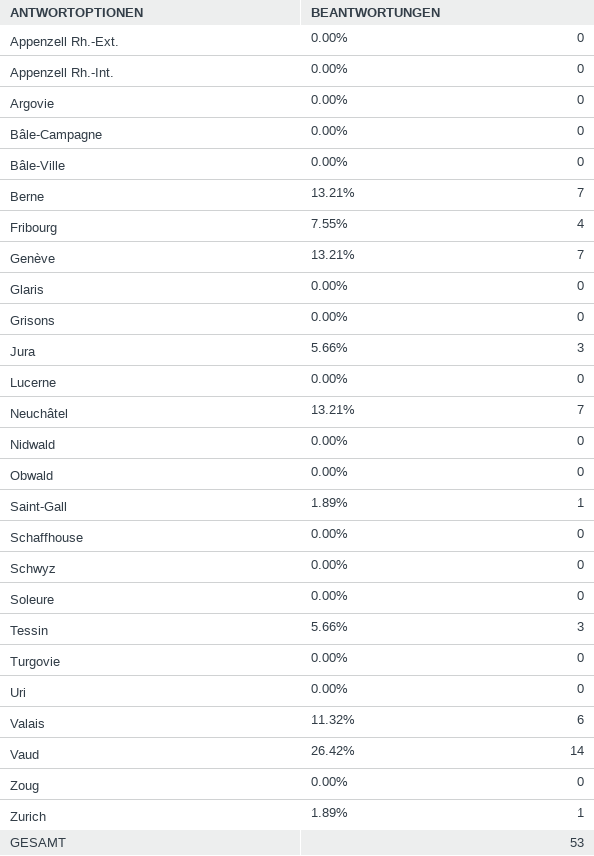 ANTWORTOPTIONEN BEANTWORTUNGEN
Appenzell Rh.-Ext. 0.00% 0
Appenzell Rh.-Int. 0.00% 0
Argovie 0.00% 0
Bâle-Campagne 0.00% 0
Bâle-Ville 0.00% 0
Berne 13.21% 7
Fribourg 7.55% 4
Genève 13.21% 7
Glaris 0.00% 0
Grisons 0.00% 0
Jura 5.66% 3
Lucerne 0.00% 0
Neuchâtel 13.21% 7
Nidwald 0.00% 0
Obwald 0.00% 0
Saint-Gall 1.89% 1
Schaffhouse 0.00% 0
Schwyz 0.00% 0
Soleure 0.00% 0
Tessin 5.66% 3
Turgovie 0.00% 0
Uri 0.00% 0
Valais 11.32% 6
Vaud 26.42% 14
Zoug 0.00% 0
Zurich 1.89% 1
GESAMT 53